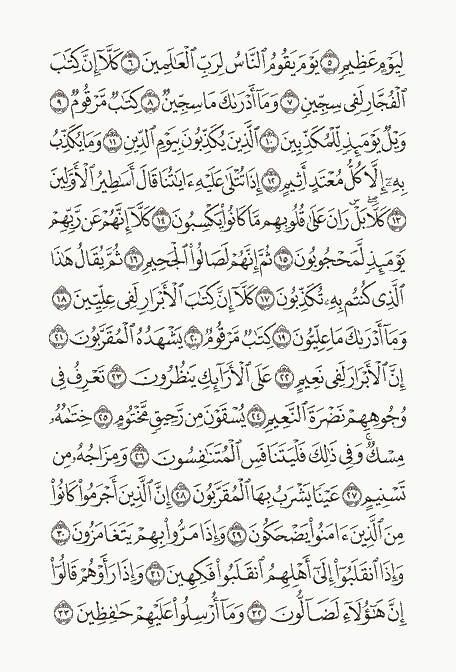 لِيَوْمٍ عَظِيمٍ ۝٥ يَوْمَ يَقُومُ ٱلنَّاسُ لِرَبِّ ٱلْعَٰلَمِينَ ۝٦ كَلَّآ إِنَّ كِتَٰبَ
ٱلْفُجَّارِ لَفِى سِجِّينٍ ۝٧ وَمَآ أَدْرَىٰكَ مَا سِجِّينٌ ۝٨ كِتَٰبٌ مَّرْقُومٌ ۝٩
وَيْلٌ يَوْمَئِذٍ لِّلْمُكَذِّبِينَ ۝١٠ ٱلَّذِينَ يُكَذِّبُونَ بِيَوْمِ ٱلدِّينِ ۝١١ وَمَا يُكَذِّبُ
بِهِۦٓ إِلَّا كُلُّ مُعْتَدٍ أَثِيمٍ ۝١٢ إِذَا تُتْلَىٰ عَلَيْهِ ءَايَٰتُنَا قَالَ أَسَٰطِيرُ ٱلْأَوَّلِينَ
۝١٣ كَلَّا ۖ بَلْ ۜ رَانَ عَلَىٰ قُلُوبِهِم مَّا كَانُوا۟ يَكْسِبُونَ ۝١٤ كَلَّآ إِنَّهُمْ عَن رَّبِّهِمْ
يَوْمَئِذٍ لَّمَحْجُوبُونَ ۝١٥ ثُمَّ إِنَّهُمْ لَصَالُوا۟ ٱلْجَحِيمِ ۝١٦ ثُمَّ يُقَالُ هَٰذَا
ٱلَّذِى كُنتُم بِهِۦ تُكَذِّبُونَ ۝١٧ كَلَّآ إِنَّ كِتَٰبَ ٱلْأَبْرَارِ لَفِى عِلِّيِّينَ ۝١٨
وَمَآ أَدْرَىٰكَ مَا عِلِّيُّونَ ۝١٩ كِتَٰبٌ مَّرْقُومٌ ۝٢٠ يَشْهَدُهُ ٱلْمُقَرَّبُونَ ۝٢١
إِنَّ ٱلْأَبْرَارَ لَفِى نَعِيمٍ ۝٢٢ عَلَى ٱلْأَرَآئِكِ يَنظُرُونَ ۝٢٣ تَعْرِفُ فِى
وُجُوهِهِمْ نَضْرَةَ ٱلنَّعِيمِ ۝٢٤ يُسْقَوْنَ مِن رَّحِيقٍ مَّخْتُومٍ ۝٢٥ خِتَٰمُهُۥ
مِسْكٌ ۚ وَفِى ذَٰلِكَ فَلْيَتَنَافَسِ ٱلْمُتَنَٰفِسُونَ ۝٢٦ وَمِزَاجُهُۥ مِن
تَسْنِيمٍ ۝٢٧ عَيْنًا يَشْرَبُ بِهَا ٱلْمُقَرَّبُونَ ۝٢٨ إِنَّ ٱلَّذِينَ أَجْرَمُوا۟ كَانُوا۟
مِنَ ٱلَّذِينَ ءَامَنُوا۟ يَضْحَكُونَ ۝٢٩ وَإِذَا مَرُّوا۟ بِهِمْ يَتَغَامَزُونَ ۝٣٠
وَإِذَا ٱنقَلَبُوٓا۟ إِلَىٰٓ أَهْلِهِمُ ٱنقَلَبُوا۟ فَكِهِينَ ۝٣١ وَإِذَا رَأَوْهُمْ قَالُوٓا۟
إِنَّ هَٰٓؤُلَآءِ لَضَآلُّونَ ۝٣٢ وَمَآ أُرْسِلُوا۟ عَلَيْهِمْ حَٰفِظِينَ ۝٣٣